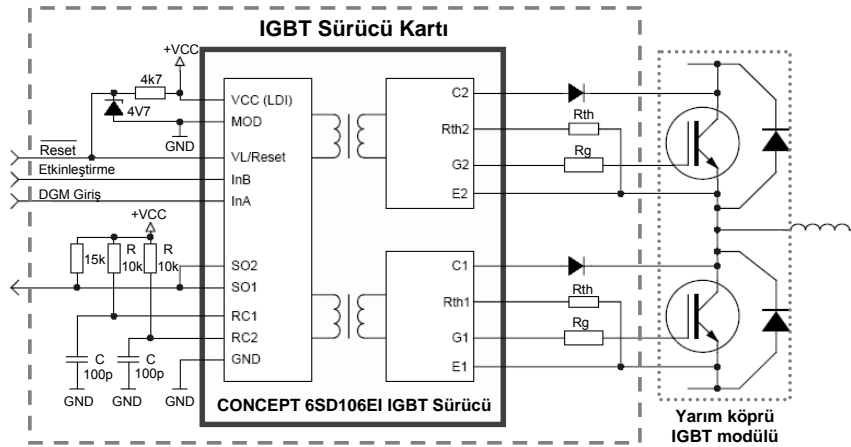 IGBT Sürücü Kartı
+VCC
4k7
4V7
GND
Reset
Etkinleştirme
DGM Giriş
+VCC
15k
R
10k
R
10k
C
100p
C
100p
GND
GND
GND
VCC (LDI)
MOD
VL/Reset
InB
InA
SO2
SO1
RC1
RC2
GND
C2
Rth2
G2
E2
C1
Rth1
G1
E1
Rth
Rg
Rth
Rg
CONCEPT 6SD106EI IGBT Sürücü
Yarım köprü
IGBT modülü